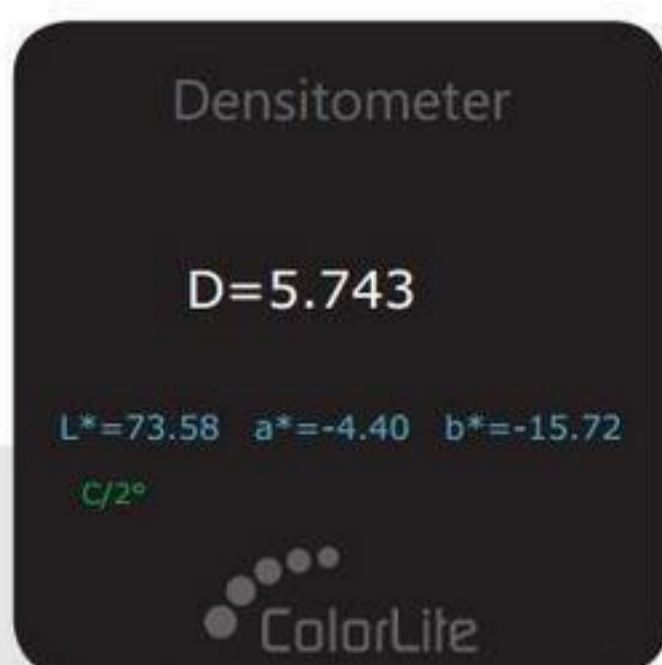 Densitometer
D=5.743
L*=73.58 a*=-4.40 b*=-15.72
C/2°
ColorLite